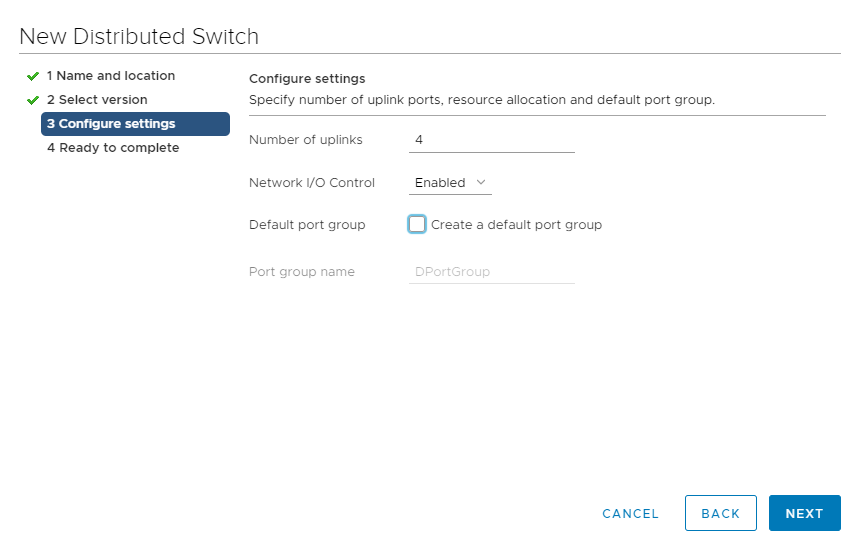 New Distributed Switch
1 Name and location
2 Select version
3 Configure settings
4 Ready to complete
Configure settings
Specify number of uplink ports, resource allocation and default port group.
Number of uplinks 4
Network I/O Control Enabled
Default port group Create a default port group
Port group name DPortGroup
CANCEL BACK NEXT